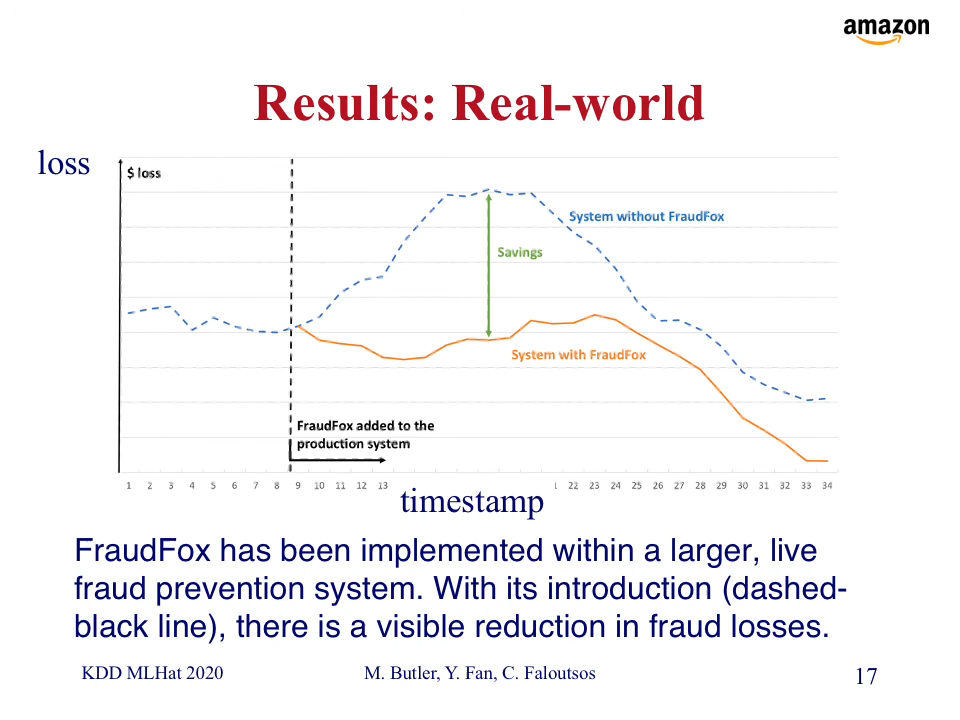 amazon
Results: Real-world
loss
$ loss
System without FraudFox
Savings
System with FraudFox
FraudFox added to the
production system
1 2 3 4 5 6 7 8 9 10 11 12 13 22 23 24 25 26 27 28 29 30 31 32 33 34
timestamp
FraudFox has been implemented within a larger, live
fraud prevention system. With its introduction (dashed-
black line), there is a visible reduction in fraud losses.
KDD MLHat 2020 M. Butler, Y. Fan, C. Faloutsos 17